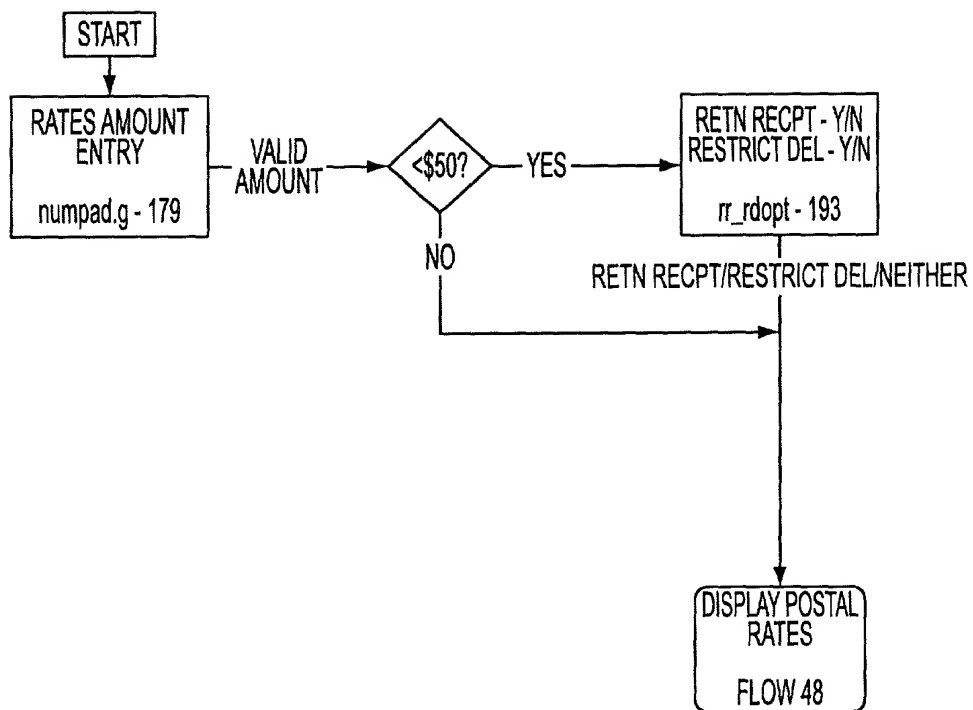 START
RATES AMOUNT
ENTRY
numpad.g - 179
VALID
AMOUNT
<$50?
YES
RETN RECPT - Y/N
RESTRICT DEL - Y/N
rr_rdopt - 193
NO
RETN RECPT/RESTRICT DEL/NEITHER
DISPLAY POSTAL
RATES
FLOW 48